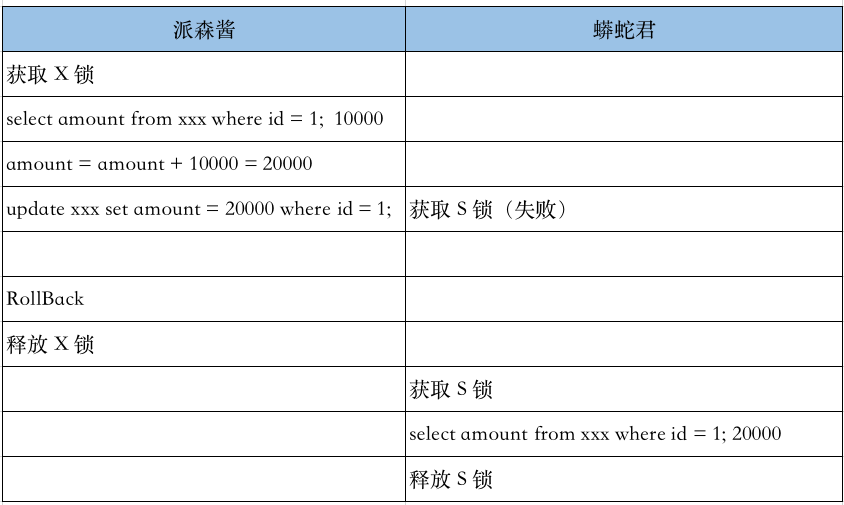 派森酱 蟒蛇君
获取 X 锁
select amount from xxx where id = 1; 10000
amount = amount + 10000 = 20000
update xxx set amount = 20000 where id = 1; 获取 S 锁（失败）
RollBack
释放 X 锁
获取 S 锁
select amount from xxx where id = 1; 20000
释放 S 锁